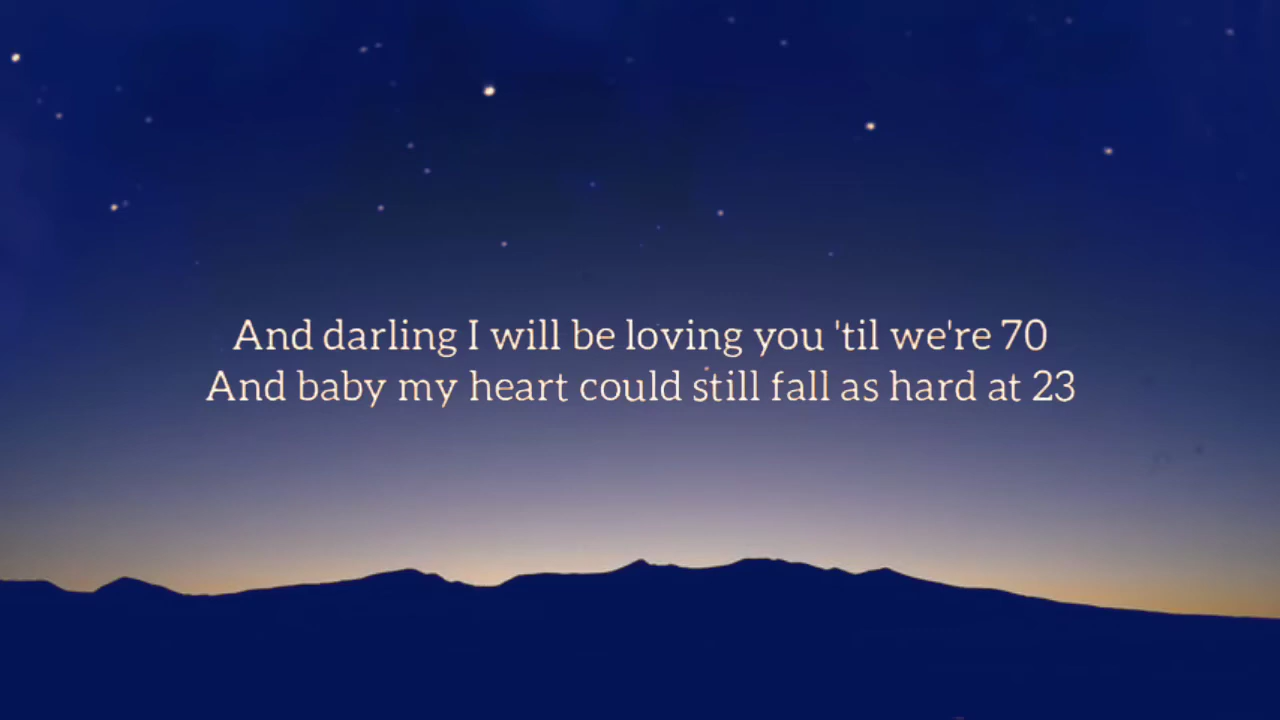 And darling I will be loving you 'til we're 70
And baby my heart could still fall as hard at 23